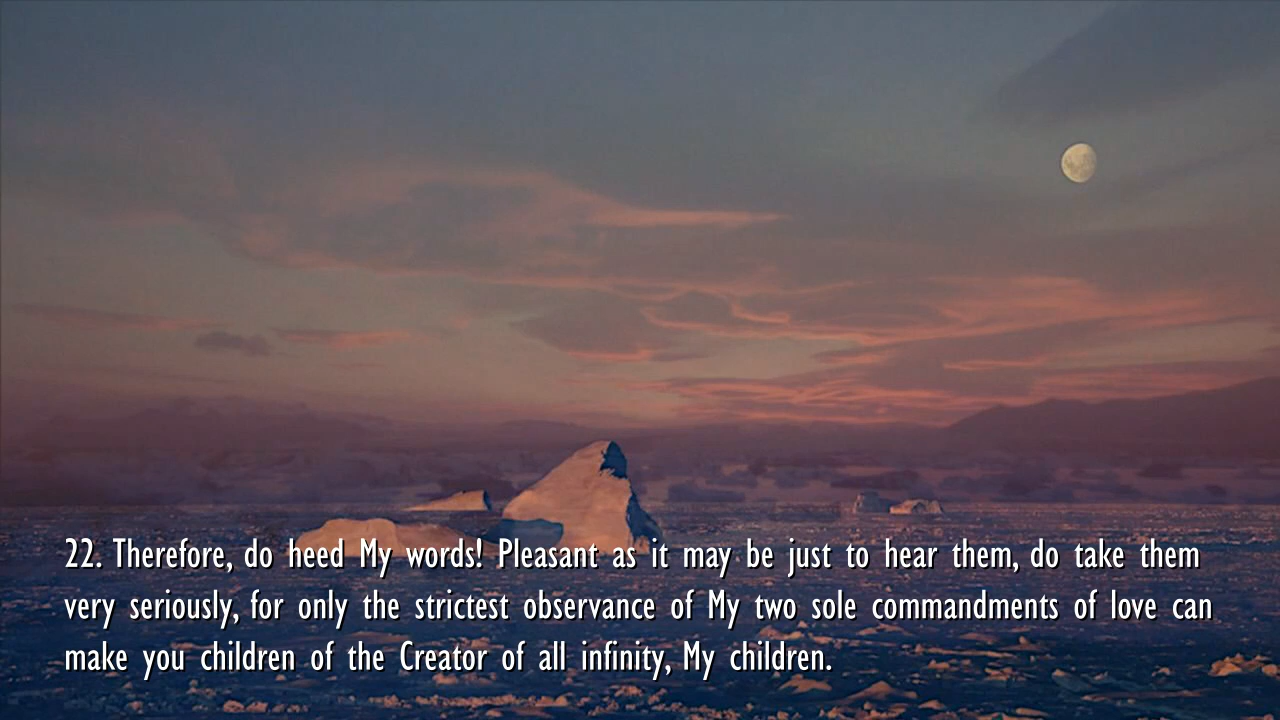 22. Therefore, do heed My words! Pleasant as it may be just to hear them, do take them
very seriously, for only the strictest observance of My two sole commandments of love can
make you children of the Creator of all infinity, My children.